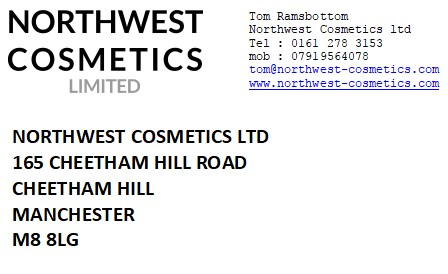 NORTHWEST
COSMETICS
LIMITED
Tom Ramsbottom
Northwest Cosmetics ltd
Tel : 0161 278 3153
mob : 07919564078
tom@northwest-cosmetics.com
www.northwest-cosmetics.com
NORTHWEST COSMETICS LTD
165 CHEETHAM HILL ROAD
CHEETHAM HILL
MANCHESTER
M8 8LG